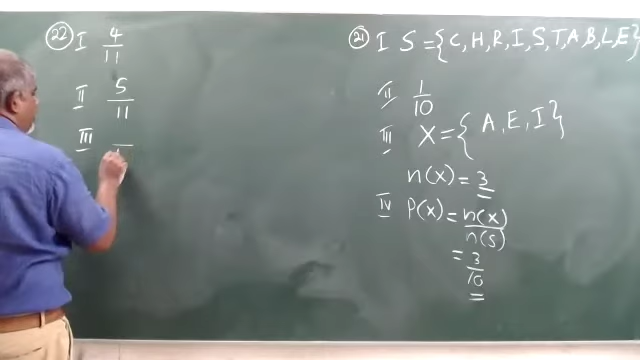 22 I 4/11
II 5/11
III
21 I S = {C, H, R, I, S, T, A, B, L, E}
II 1/10
III X = {A, E, I}
n(X) = 3
IV P(X) = n(X)/n(S)
= 3/10